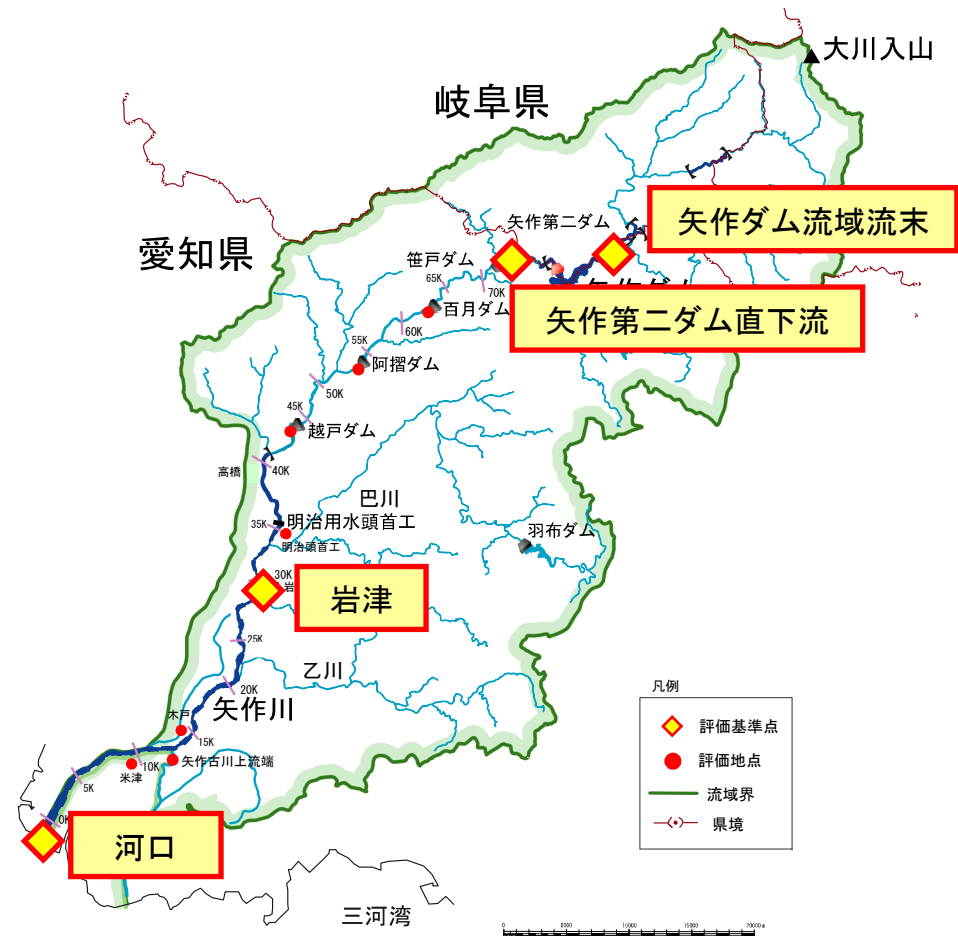 大川入山
岐阜県
矢作ダム流域流末
矢作第二ダム
愛知県
笹戸ダム
65K
70K
矢作第二ダム直下流
百月ダム
60K
55K
阿摺ダム
50K
45K
越戸ダム
高橋
40K
巴川
35K
明治用水頭首工
明治頭首工
羽布ダム
30K
岩津
25K
乙川
20K
矢作川
凡例
評価基準点
評価地点
流域界
県境
木戸
15K
矢作古川上流端
10K
米津
5K
0K
河口
三河湾
0
5000
10000
15000
20000m